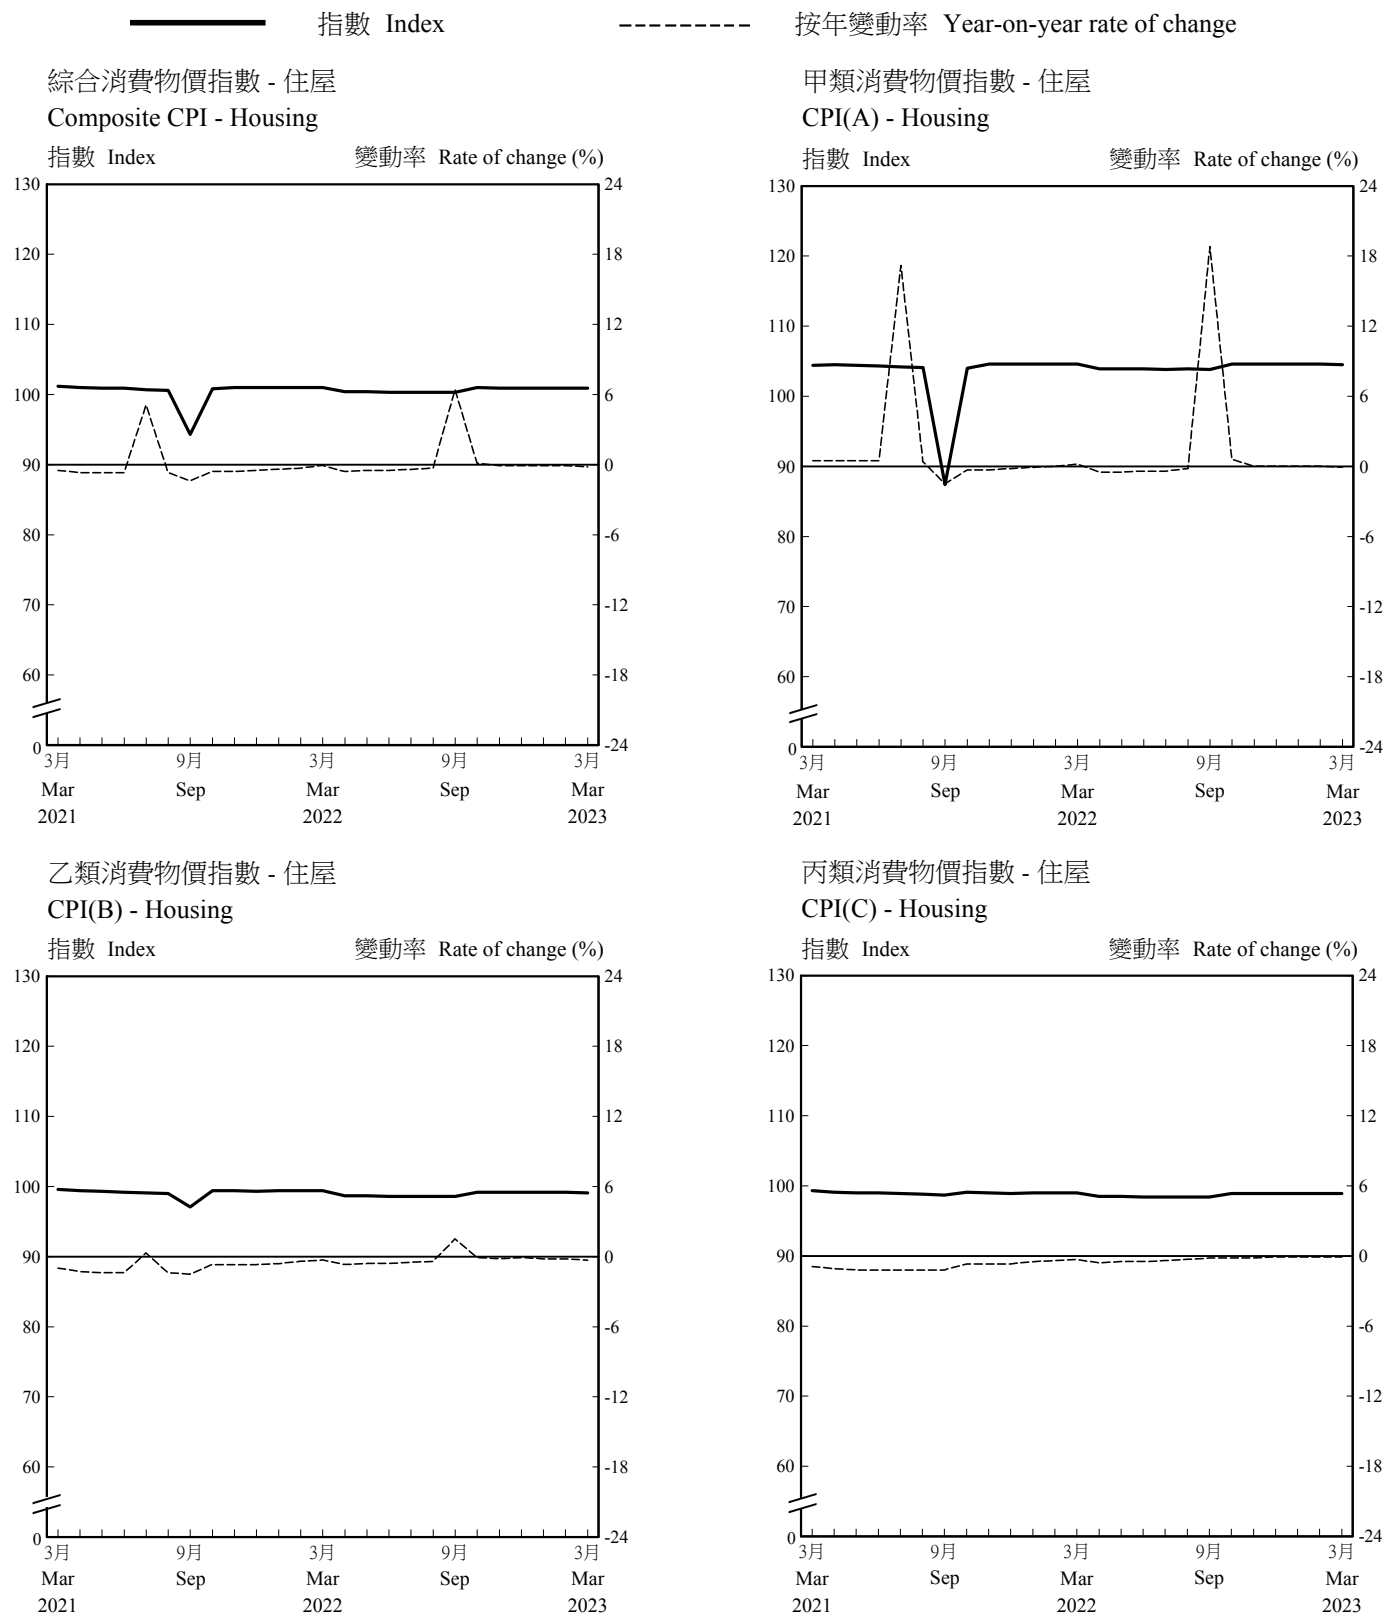 指數 Index 按年變動率 Year-on-year rate of change
綜合消費物價指數 - 住屋
Composite CPI - Housing
指數 Index 變動率 Rate of change (%)
130 24
120 18
110 12
100 6
90 0
80 -6
70 -12
60 -18
0 -24
3月 9月 3月 9月 3月
Mar Sep Mar Sep Mar
2021 2022 2023
甲類消費物價指數 - 住屋
CPI(A) - Housing
指數 Index 變動率 Rate of change (%)
130 24
120 18
110 12
100 6
90 0
80 -6
70 -12
60 -18
0 -24
3月 9月 3月 9月 3月
Mar Sep Mar Sep Mar
2021 2022 2023
乙類消費物價指數 - 住屋
CPI(B) - Housing
指數 Index 變動率 Rate of change (%)
130 24
120 18
110 12
100 6
90 0
80 -6
70 -12
60 -18
0 -24
3月 9月 3月 9月 3月
Mar Sep Mar Sep Mar
2021 2022 2023
丙類消費物價指數 - 住屋
CPI(C) - Housing
指數 Index 變動率 Rate of change (%)
130 24
120 18
110 12
100 6
90 0
80 -6
70 -12
60 -18
0 -24
3月 9月 3月 9月 3月
Mar Sep Mar Sep Mar
2021 2022 2023